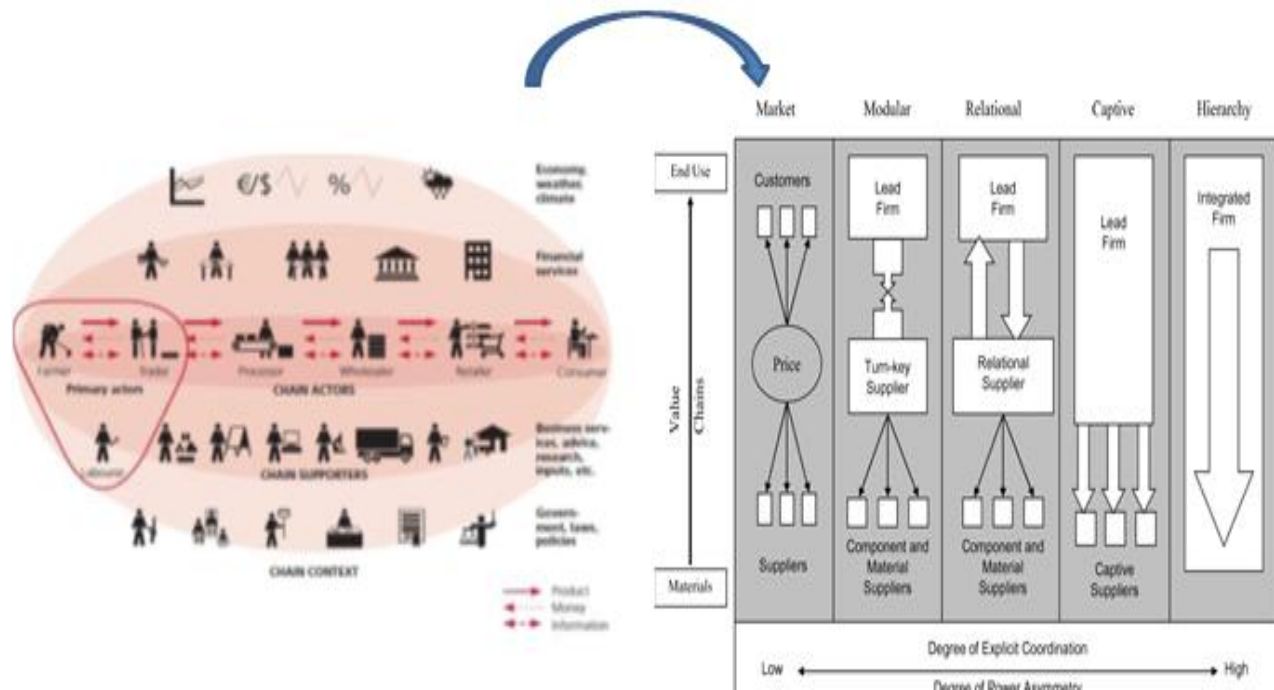 Economy,
weather,
climate
€/$
%
Financial
services
Farmer
Trader
Processor
Wholesaler
Retailer
Consumer
Primary actors
CHAIN ACTORS
Labourer
CHAIN SUPPORTERS
Business serv-
ices, advice,
research,
inputs, etc.
Govern-
ment, laws,
policies
CHAIN CONTEXT
Product
Money
Information
Market
Modular
Relational
Captive
Hierarchy
End Use
Value
Chains
Materials
Customers
Price
Suppliers
Lead
Firm
Turn-key
Supplier
Component and
Material
Suppliers
Lead
Firm
Relational
Supplier
Component and
Material
Suppliers
Lead
Firm
Captive
Suppliers
Integrated
Firm
Degree of Explicit Coordination
Low
High
Degree of Power Asymmetry